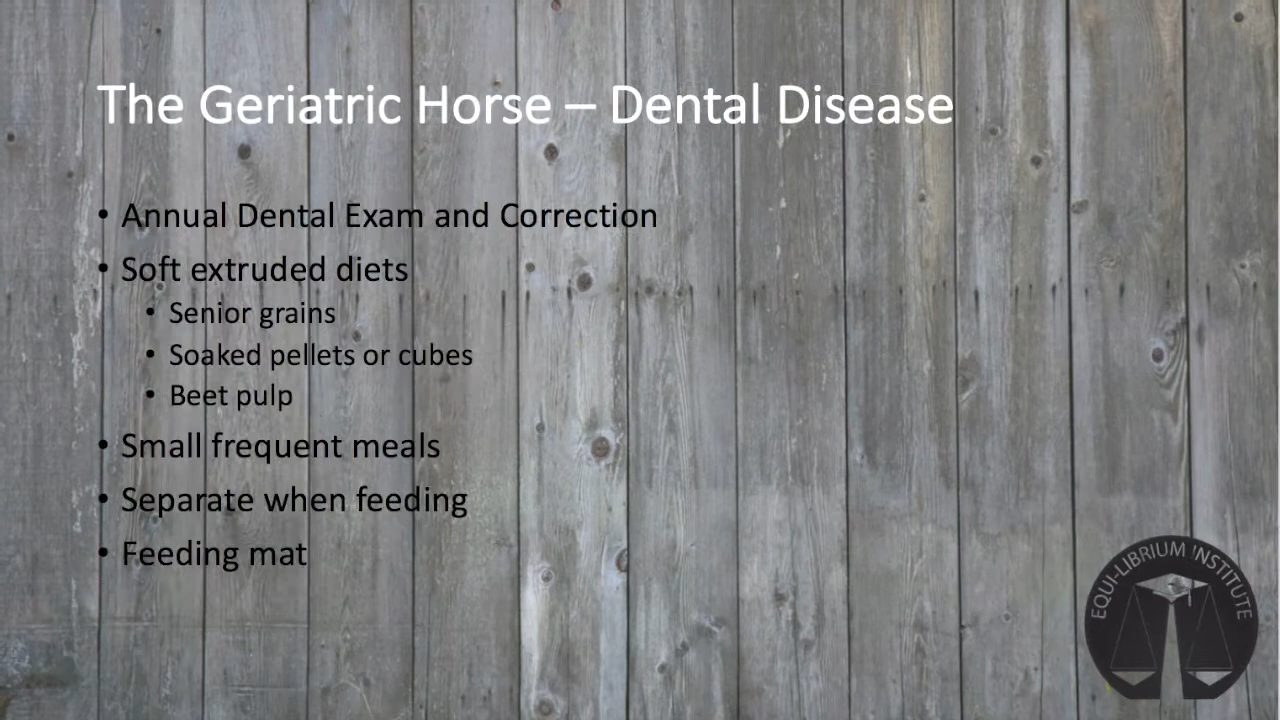 The Geriatric Horse – Dental Disease
• Annual Dental Exam and Correction
• Soft extruded diets
• Senior grains
• Soaked pellets or cubes
• Beet pulp
• Small frequent meals
• Separate when feeding
• Feeding mat
EQUI-LIBRIUM INSTITUTE